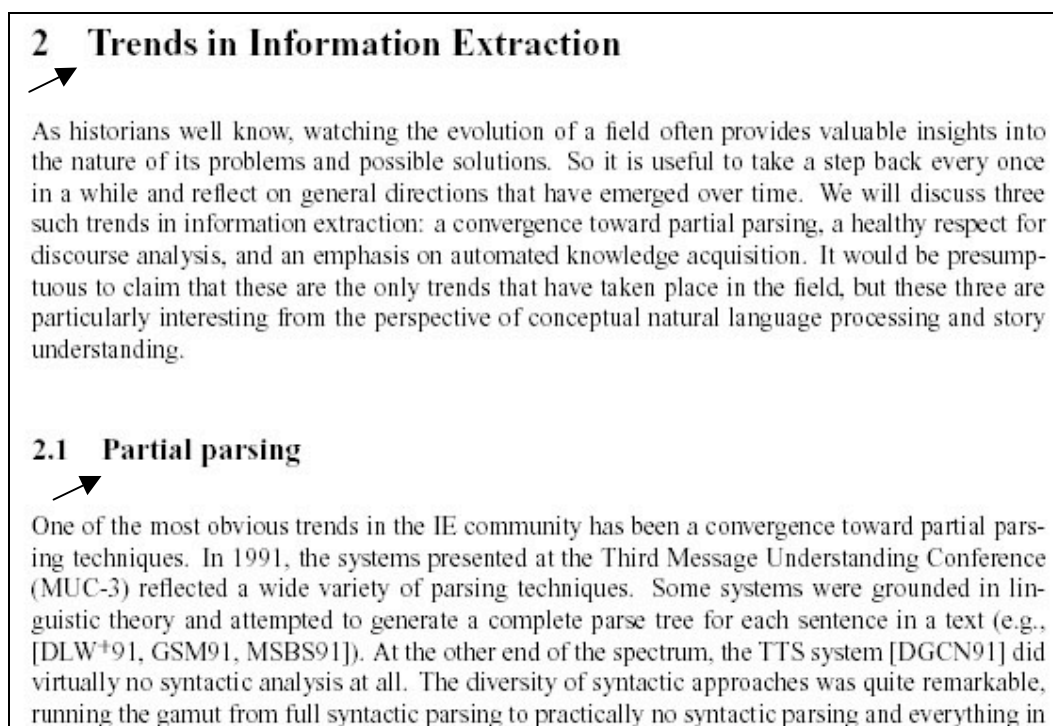 2 Trends in Information Extraction
As historians well know, watching the evolution of a field often provides valuable insights into
the nature of its problems and possible solutions. So it is useful to take a step back every once
in a while and reflect on general directions that have emerged over time. We will discuss three
such trends in information extraction: a convergence toward partial parsing, a healthy respect for
discourse analysis, and an emphasis on automated knowledge acquisition. It would be presump-
tuous to claim that these are the only trends that have taken place in the field, but these three are
particularly interesting from the perspective of conceptual natural language processing and story
understanding.
2.1 Partial parsing
One of the most obvious trends in the IE community has been a convergence toward partial pars-
ing techniques. In 1991, the systems presented at the Third Message Understanding Conference
(MUC-3) reflected a wide variety of parsing techniques. Some systems were grounded in lin-
guistic theory and attempted to generate a complete parse tree for each sentence in a text (e.g.,
[DLW+91, GSM91, MSBS91]). At the other end of the spectrum, the TTS system [DGCN91] did
virtually no syntactic analysis at all. The diversity of syntactic approaches was quite remarkable,
running the gamut from full syntactic parsing to practically no syntactic parsing and everything in